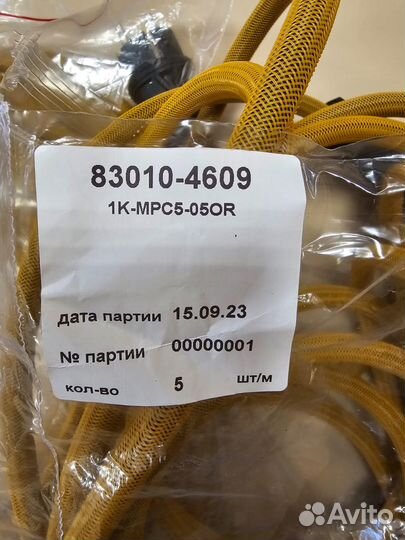 83010-4609
1K-MPC5-05OR
дата партии 15.09.23
№ партии 00000001
кол-во 5 шт/м
Avito